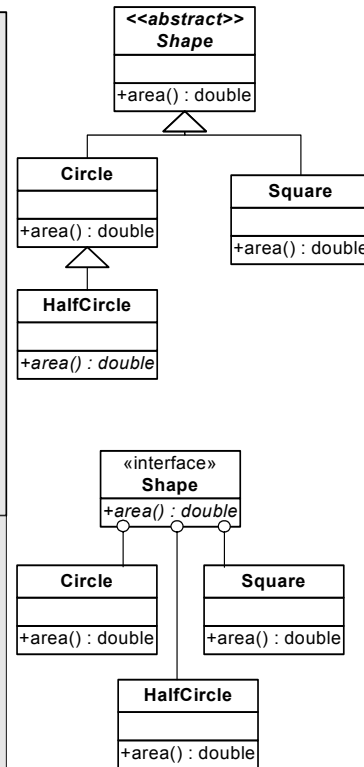 <<abstract>>
Shape
+area() : double
Circle
+area() : double
Square
+area() : double
HalfCircle
+area() : double
«interface»
Shape
+area() : double
Circle
+area() : double
Square
+area() : double
HalfCircle
+area() : double